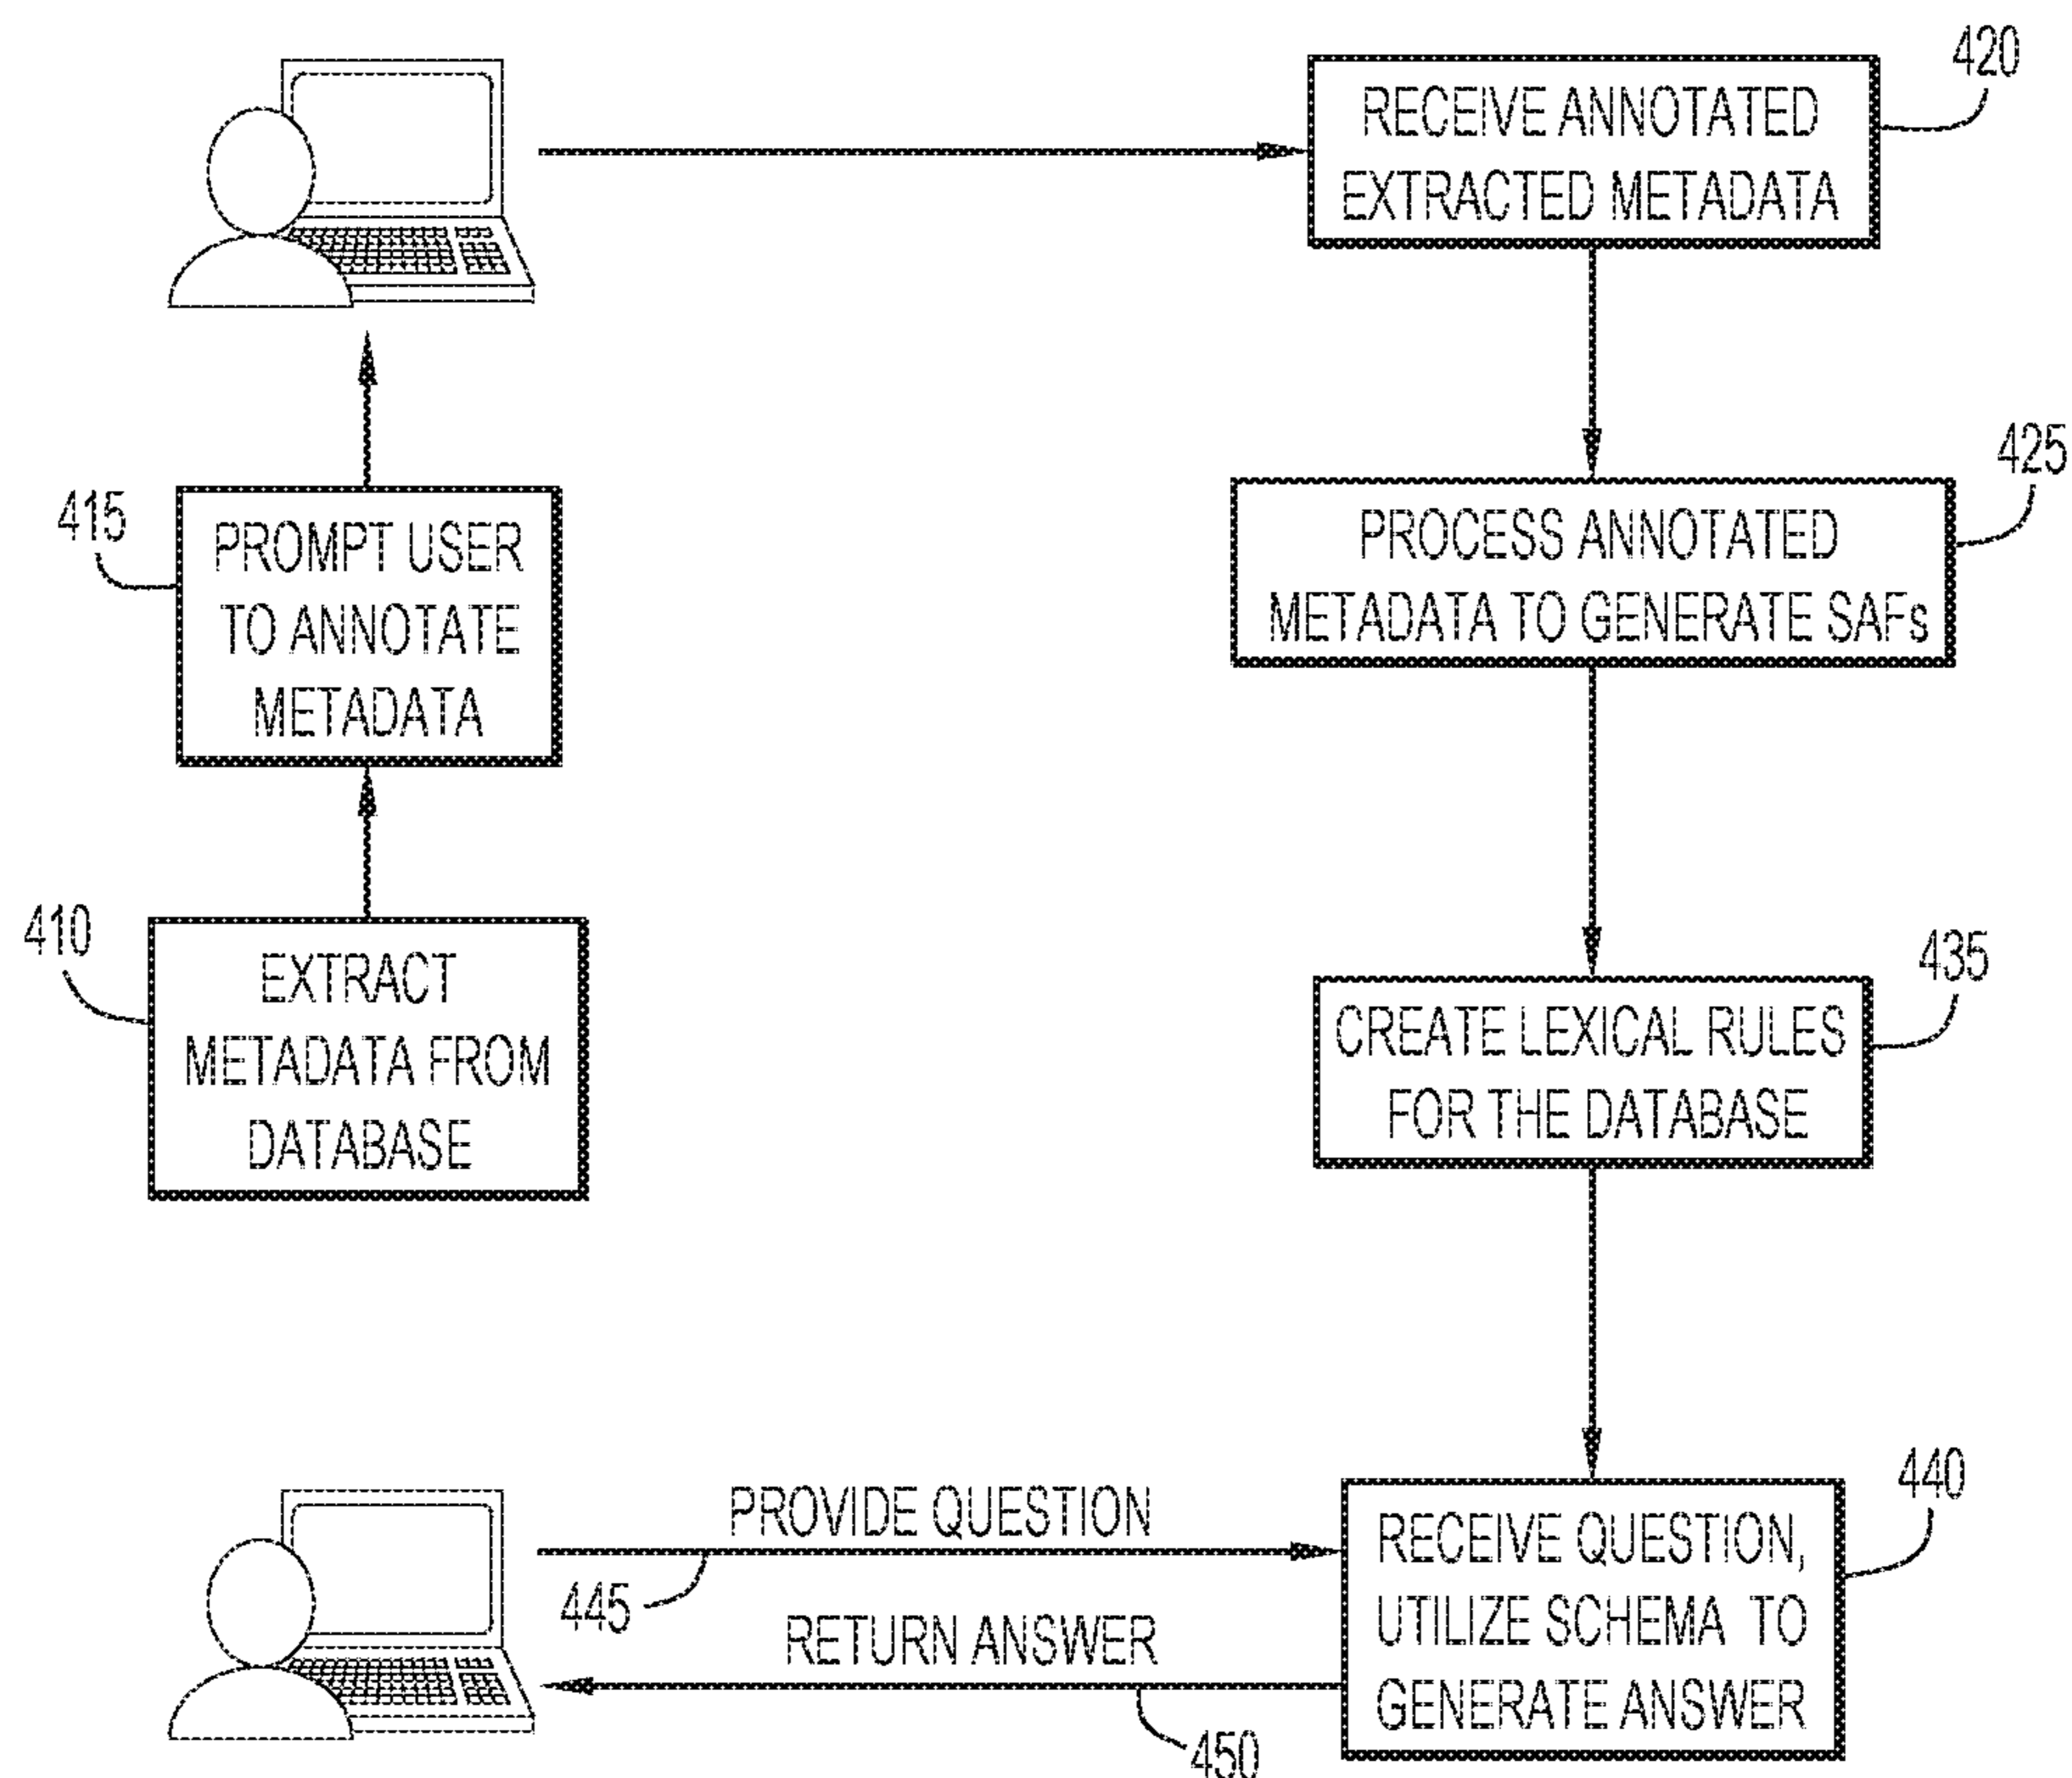 420
RECEIVE ANNOTATED
EXTRACTED METADATA
415
PROMPT USER
TO ANNOTATE
METADATA
425
PROCESS ANNOTATED
METADATA TO GENERATE SAFs
410
EXTRACT
METADATA FROM
DATABASE
435
CREATE LEXICAL RULES
FOR THE DATABASE
PROVIDE QUESTION
445
RETURN ANSWER
450
440
RECEIVE QUESTION,
UTILIZE SCHEMA TO
GENERATE ANSWER